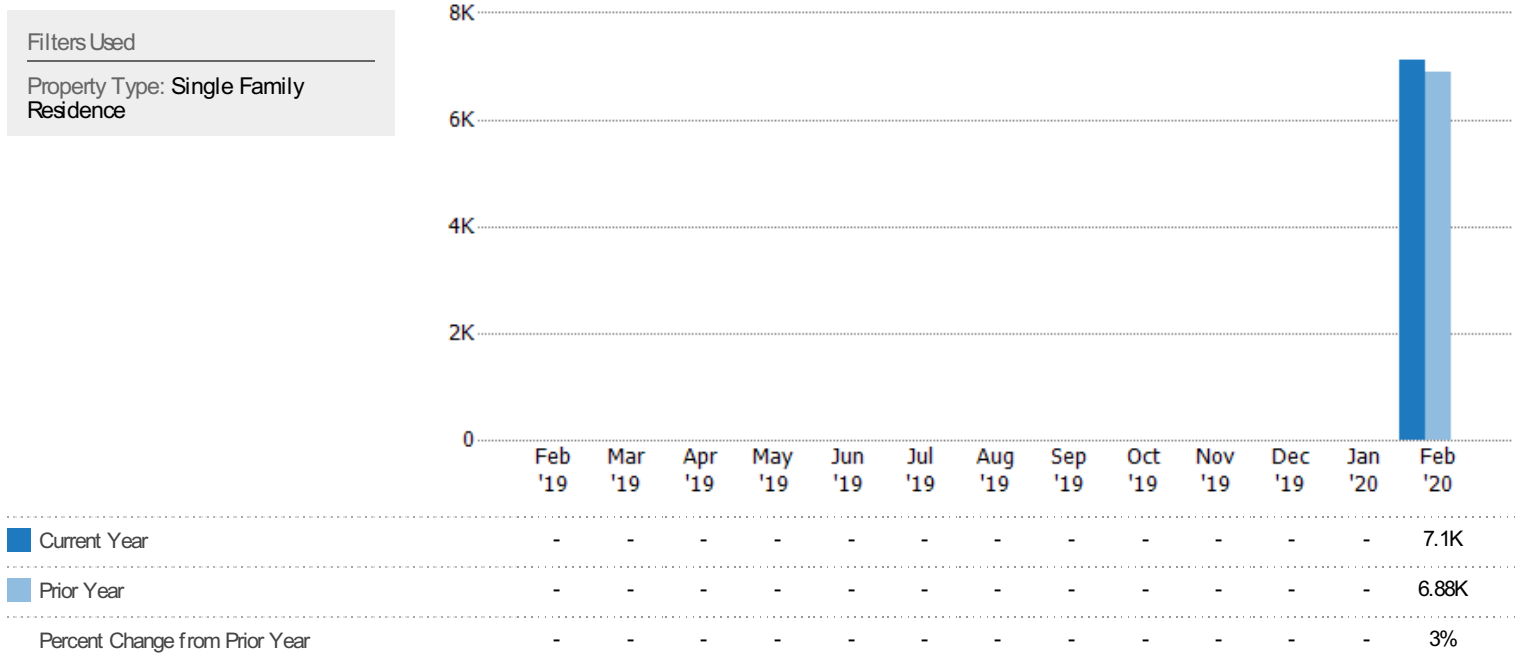 Filters Used
Property Type: Single Family
Residence
8K
6K
4K
2K
0
Feb Mar Apr May Jun Jul Aug Sep Oct Nov Dec Jan Feb
'19 '19 '19 '19 '19 '19 '19 '19 '19 '19 '19 '20 '20
Current Year - - - - - - - - - - - - 7.1K
Prior Year - - - - - - - - - - - - 6.88K
Percent Change from Prior Year - - - - - - - - - - - - 3%